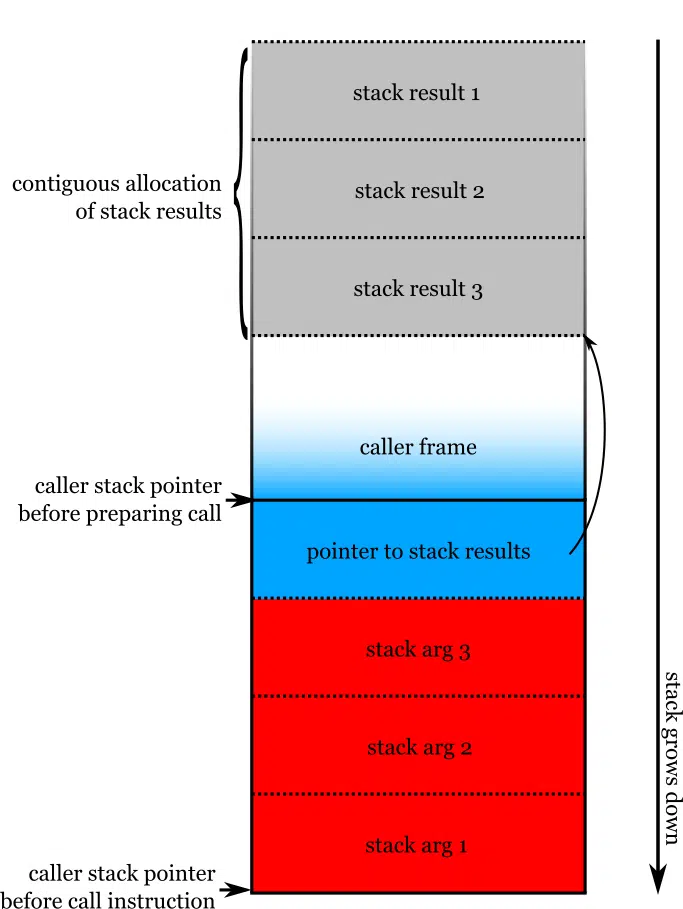 stack result 1
contiguous allocation
of stack results
stack result 2
stack result 3
caller frame
caller stack pointer
before preparing call
pointer to stack results
stack arg 3
stack arg 2
stack grows down
stack arg 1
caller stack pointer
before call instruction